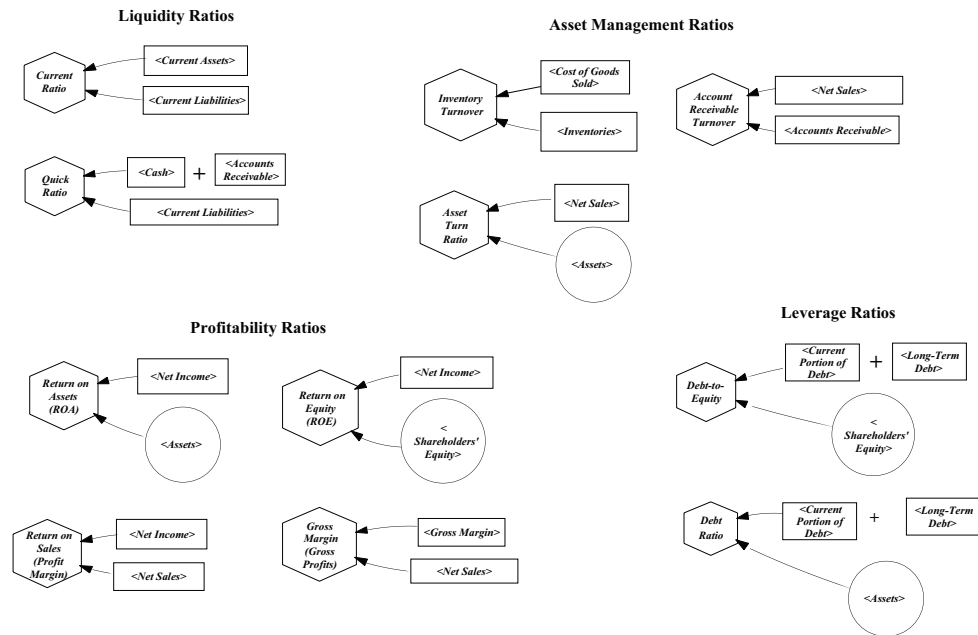 Liquidity Ratios
Current
Ratio
<Current Assets>
<Current Liabilities>
Quick
Ratio
<Cash>
+
<Accounts
Receivable>
<Current Liabilities>
Asset Management Ratios
Inventory
Turnover
<Cost of Goods
Sold>
<Inventories>
Account
Receivable
Turnover
<Net Sales>
<Accounts Receivable>
Asset
Turn
Ratio
<Net Sales>
<Assets>
Profitability Ratios
Return on
Assets
(ROA)
<Net Income>
<Assets>
Return on
Equity
(ROE)
<Net Income>
<
Shareholders'
Equity>
Return on
Sales
(Profit
Margin)
<Net Income>
<Net Sales>
Gross
Margin
(Gross
Profits)
<Gross Margin>
<Net Sales>
Leverage Ratios
Debt-to-
Equity
<Current
Portion of
Debt>
+
<Long-Term
Debt>
<
Shareholders'
Equity>
Debt
Ratio
<Current
Portion of
Debt>
+
<Long-Term
Debt>
<Assets>